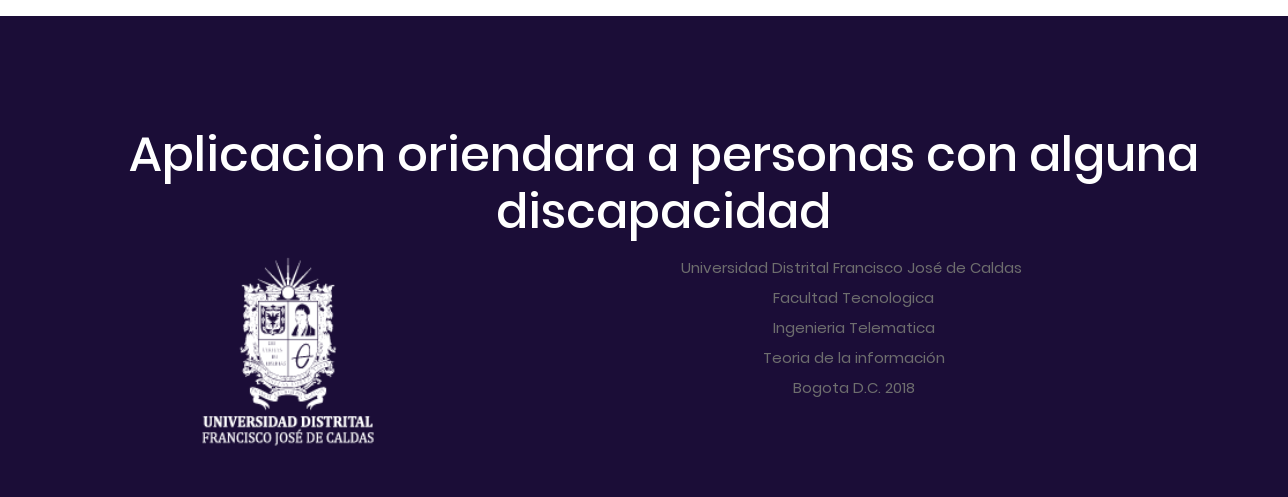 Aplicacion oriendara a personas con alguna
discapacidad
Universidad Distrital Francisco José de Caldas
Facultad Tecnologica
Ingenieria Telematica
Teoria de la información
Bogota D.C. 2018
UNIVERSIDAD DISTRITAL
FRANCISCO JOSÉ DE CALDAS